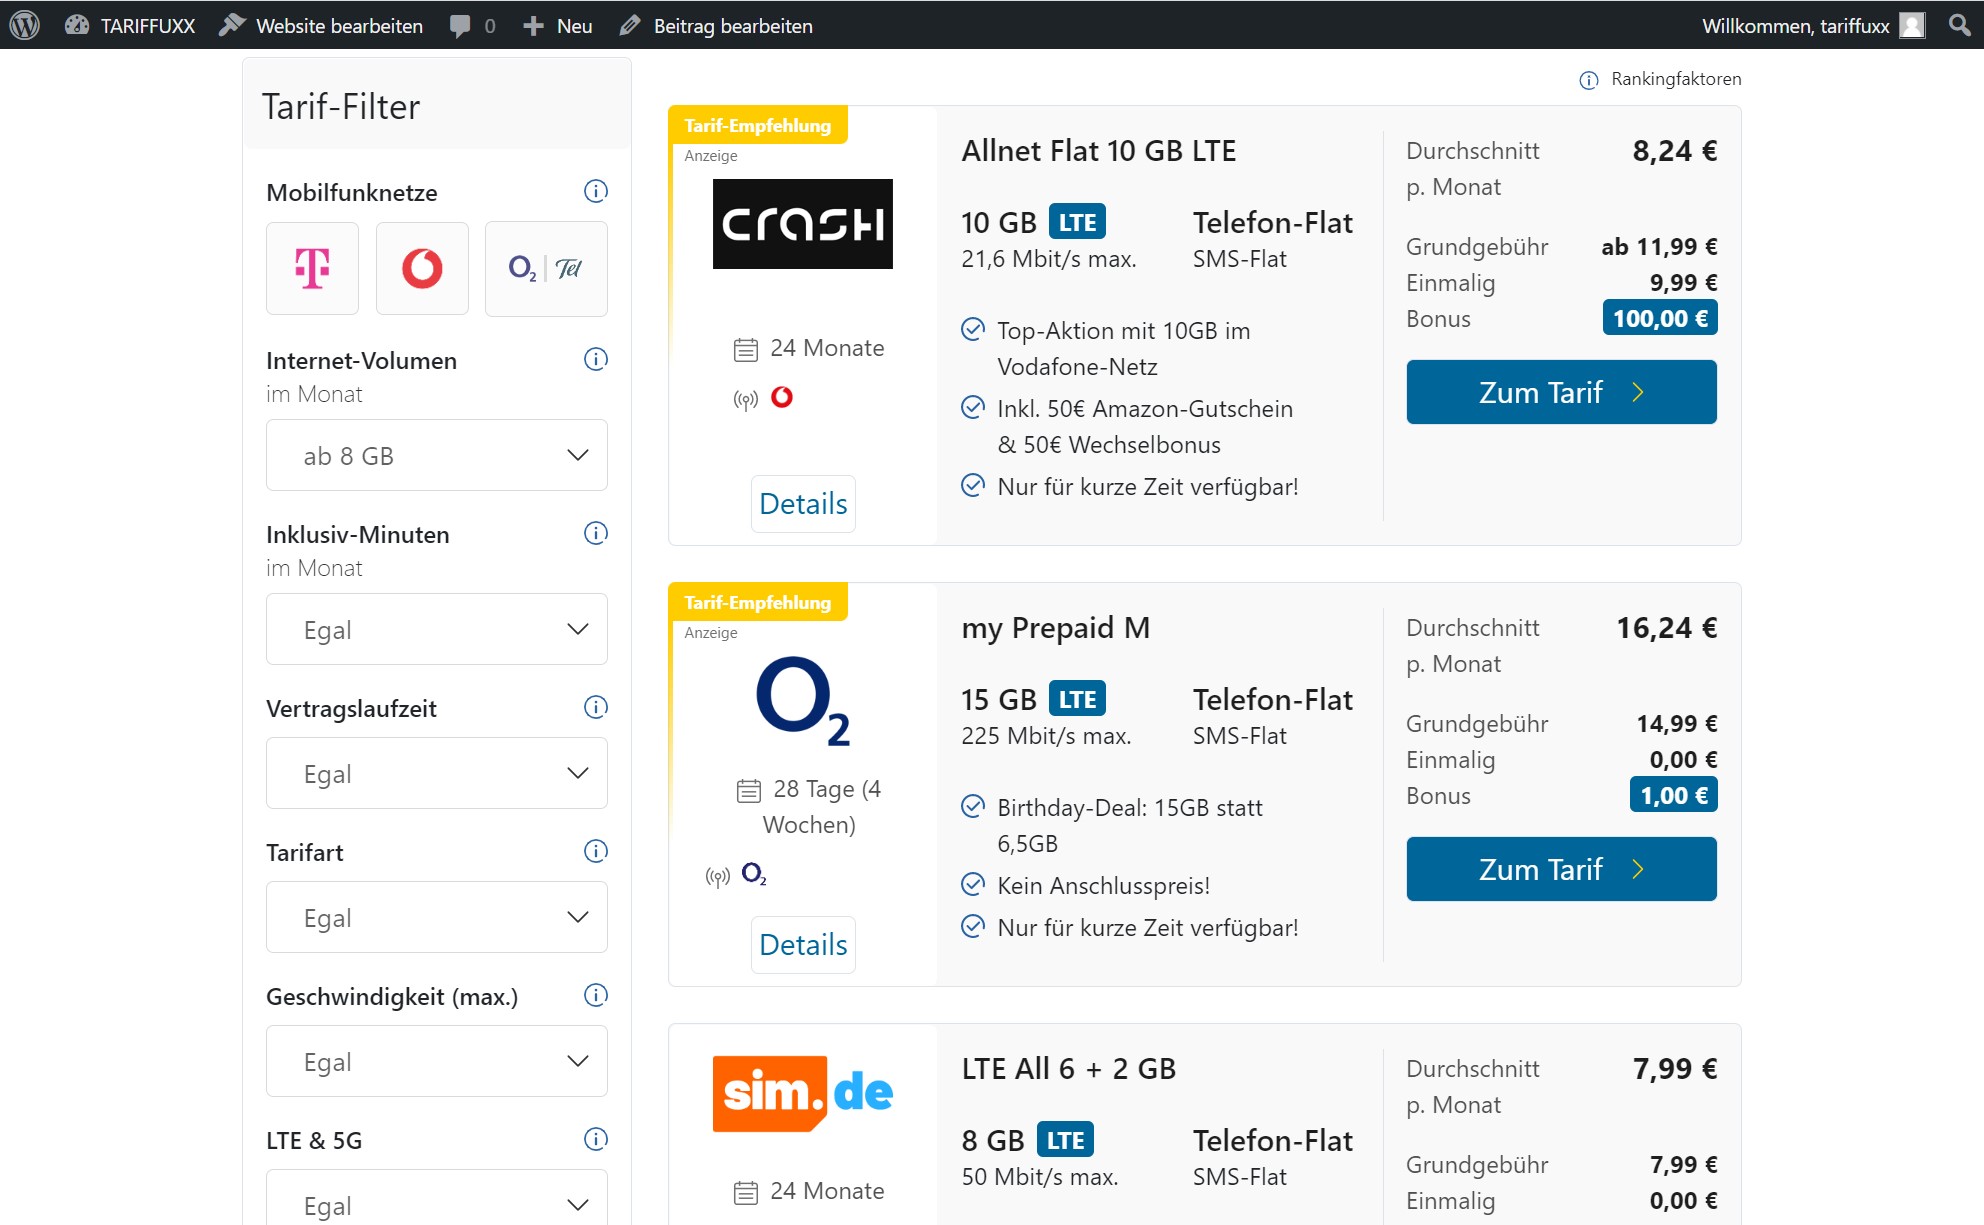 TARIFFUXX Website bearbeiten 0 Neu Beitrag bearbeiten Willkommen, tariffuxx
Tarif-Filter
Mobilfunknetze
T
O2 | Tel
Internet-Volumen
im Monat
ab 8 GB
Inklusiv-Minuten
im Monat
Egal
Vertragslaufzeit
Egal
Tarifart
Egal
Geschwindigkeit (max.)
Egal
LTE & 5G
Egal
Rankingfaktoren
Tarif-Empfehlung
Anzeige
crash
24 Monate
Details
Allnet Flat 10 GB LTE
10 GB LTE Telefon-Flat
21,6 Mbit/s max. SMS-Flat
Top-Aktion mit 10GB im
Vodafone-Netz
Inkl. 50€ Amazon-Gutschein
& 50€ Wechselbonus
Nur für kurze Zeit verfügbar!
Durchschnitt 8,24 €
p. Monat
Grundgebühr ab 11,99 €
Einmalig 9,99 €
Bonus 100,00 €
Zum Tarif
Tarif-Empfehlung
Anzeige
O2
28 Tage (4
Wochen)
O2
Details
my Prepaid M
15 GB LTE Telefon-Flat
225 Mbit/s max. SMS-Flat
Birthday-Deal: 15GB statt
6,5GB
Kein Anschlusspreis!
Nur für kurze Zeit verfügbar!
Durchschnitt 16,24 €
p. Monat
Grundgebühr 14,99 €
Einmalig 0,00 €
Bonus 1,00 €
Zum Tarif
sim.de
24 Monate
LTE All 6 + 2 GB
8 GB LTE Telefon-Flat
50 Mbit/s max. SMS-Flat
Durchschnitt 7,99 €
p. Monat
Grundgebühr 7,99 €
Einmalig 0,00 €